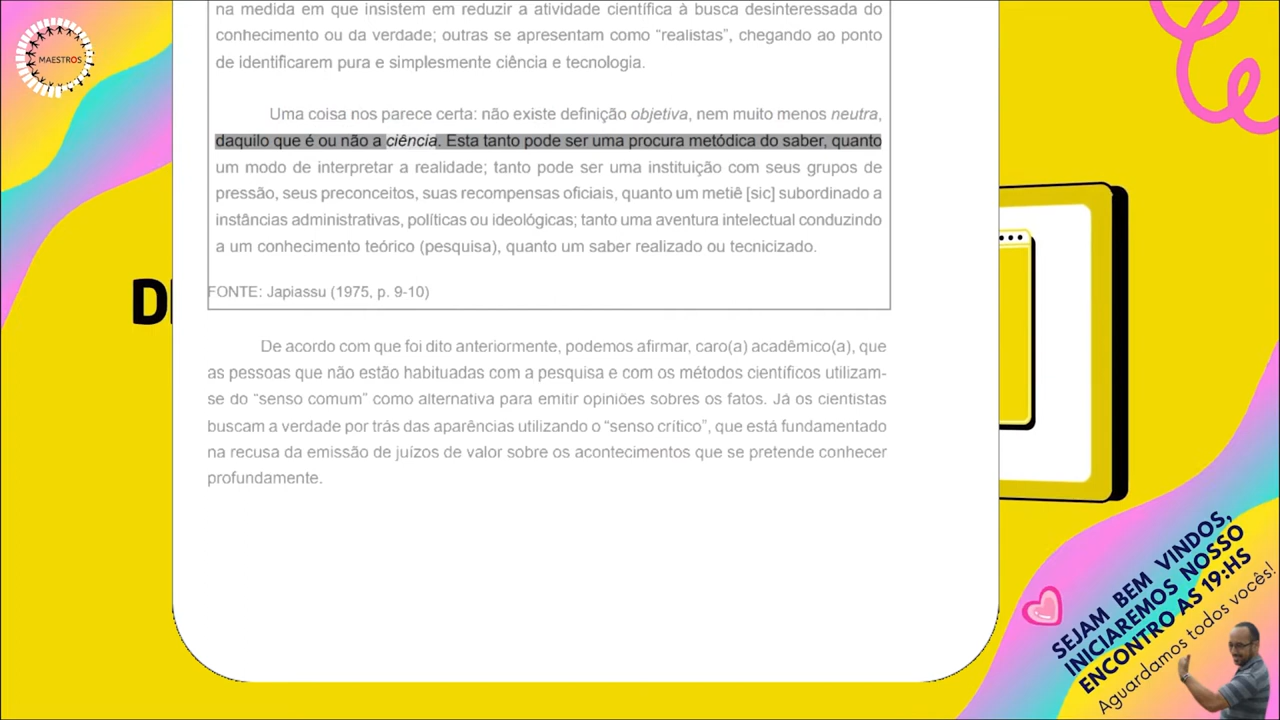 MAESTROS
na medida em que insistem em reduzir a atividade científica à busca desinteressada do
conhecimento ou da verdade; outras se apresentam como “realistas”, chegando ao ponto
de identificarem pura e simplesmente ciência e tecnologia.
Uma coisa nos parece certa: não existe definição objetiva, nem muito menos neutra,
daquilo que é ou não a ciência. Esta tanto pode ser uma procura metódica do saber, quanto
um modo de interpretar a realidade; tanto pode ser uma instituição com seus grupos de
pressão, seus preconceitos, suas recompensas oficiais, quanto um metiê [sic] subordinado a
instâncias administrativas, políticas ou ideológicas; tanto uma aventura intelectual conduzindo
a um conhecimento teórico (pesquisa), quanto um saber realizado ou tecnicizado.
FONTE: Japiassu (1975, p. 9-10)
De acordo com que foi dito anteriormente, podemos afirmar, caro(a) acadêmico(a), que
as pessoas que não estão habituadas com a pesquisa e com os métodos científicos utilizam-
se do “senso comum” como alternativa para emitir opiniões sobre os fatos. Já os cientistas
buscam a verdade por trás das aparências utilizando o “senso crítico”, que está fundamentado
na recusa da emissão de juízos de valor sobre os acontecimentos que se pretende conhecer
profundamente.
SEJAM BEM VINDOS,
INICIAREMOS NOSSO
ENCONTRO AS 19:HS
Aguardamos todos vocês!